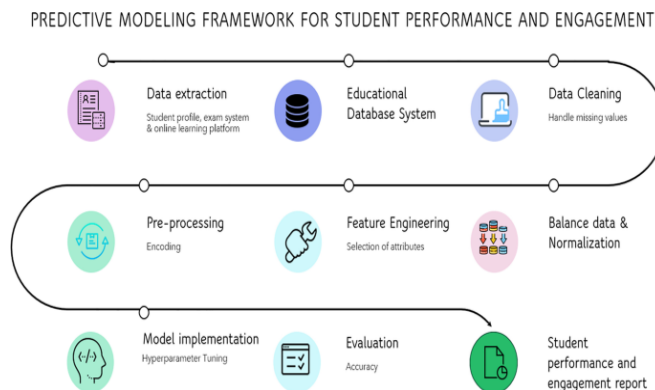 PREDICTIVE MODELING FRAMEWORK FOR STUDENT PERFORMANCE AND ENGAGEMENT
Data extraction
Student profile, exam system
& online learning platform
Educational
Database System
Data Cleaning
Handle missing values
Pre-processing
Encoding
Feature Engineering
Selection of attributes
Balance data &
Normalization
Model implementation
Hyperparameter Tuning
Evaluation
Accuracy
Student
performance and
engagement report